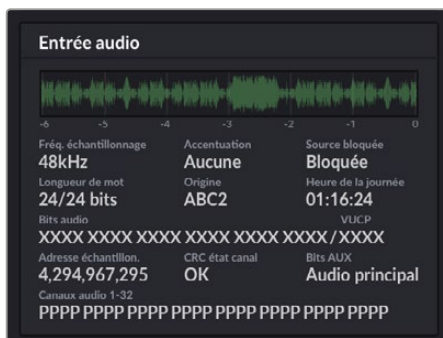 Entrée audio
-6 -5 -4 -3 -2 -1 0
Fréq. échantillonnage Accentuation Source bloquée
48kHz Aucune Bloquée
Longueur de mot Origine Heure de la journée
24/24 bits ABC2 01:16:24
Bits audio VUCP
XXXX XXXX XXXX XXXX XXXX XXXX/XXXX
Adresse échantillon. CRC état canal Bits AUX
4,294,967,295 OK Audio principal
Canaux audio 1-32
PPPP PPPP PPPP PPPP PPPP PPPP PPPP PPPP